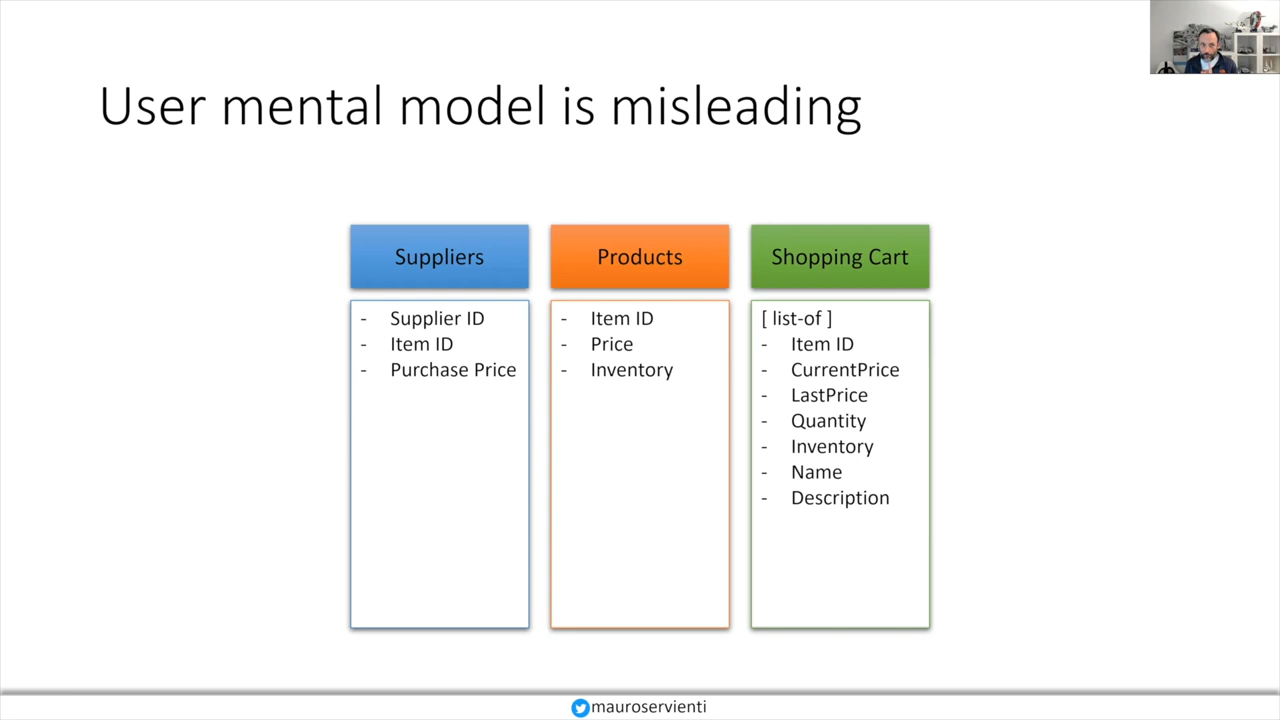 User mental model is misleading
Suppliers
- Supplier ID
- Item ID
- Purchase Price
Products
- Item ID
- Price
- Inventory
Shopping Cart
[ list-of ]
- Item ID
- CurrentPrice
- LastPrice
- Quantity
- Inventory
- Name
- Description
mauroservienti